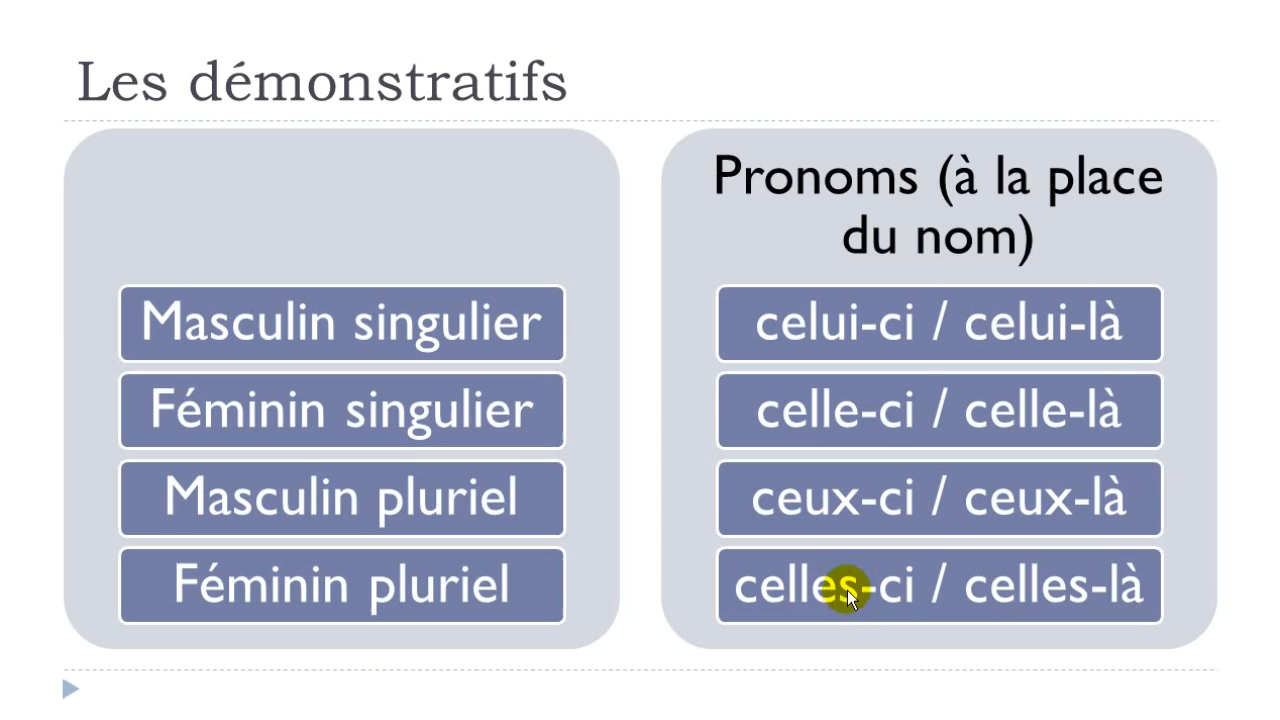 Les démonstratifs
Pronoms (à la place
du nom)
Masculin singulier
celui-ci / celui-là
Féminin singulier
celle-ci / celle-là
Masculin pluriel
ceux-ci / ceux-là
Féminin pluriel
celles-ci / celles-là